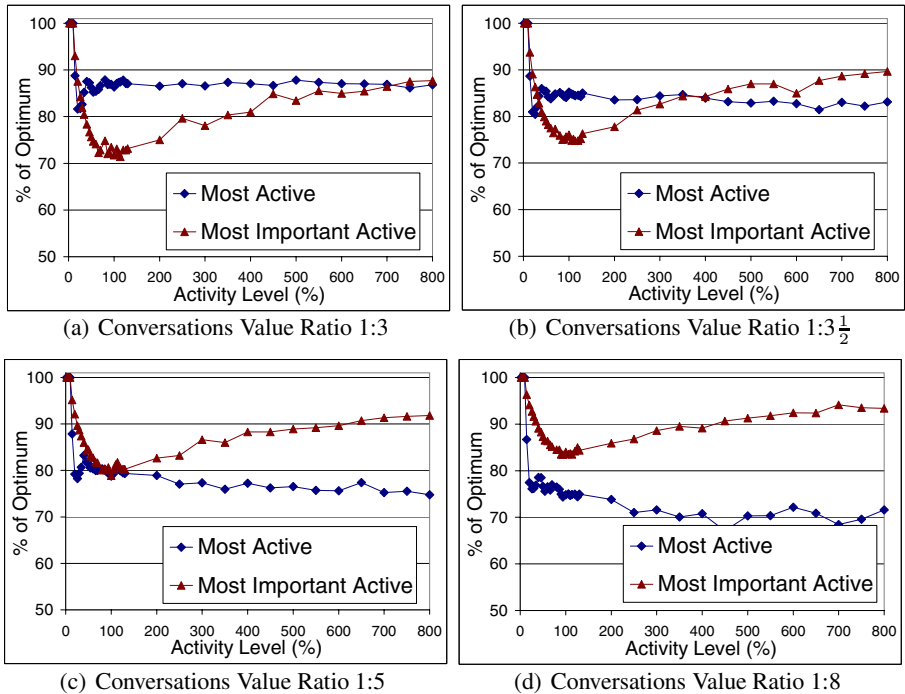 100
90
80
70
60
50
% of Optimum
Most Active
Most Important Active
0 100 200 300 400 500 600 700 800
Activity Level (%)
(a) Conversations Value Ratio 1:3
100
90
80
70
60
50
% of Optimum
Most Active
Most Important Active
0 100 200 300 400 500 600 700 800
Activity Level (%)
(b) Conversations Value Ratio 1:3½
100
90
80
70
60
50
% of Optimum
Most Active
Most Important Active
0 100 200 300 400 500 600 700 800
Activity Level (%)
(c) Conversations Value Ratio 1:5
100
90
80
70
60
50
% of Optimum
Most Active
Most Important Active
0 100 200 300 400 500 600 700 800
Activity Level (%)
(d) Conversations Value Ratio 1:8